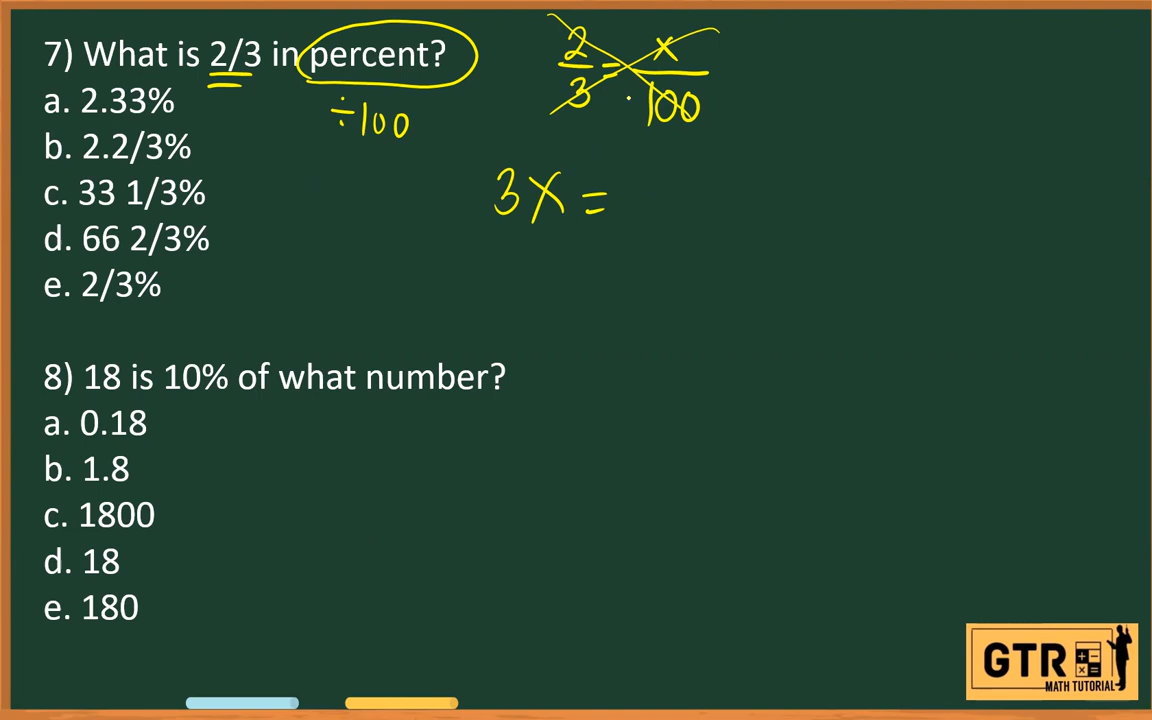 7) What is 2/3 in percent?
a. 2.33%
b. 2.2/3%
c. 33 1/3%
d. 66 2/3%
e. 2/3%
÷100
2/3 = x/100
3x =
8) 18 is 10% of what number?
a. 0.18
b. 1.8
c. 1800
d. 18
e. 180
GTR
MATH TUTORIAL